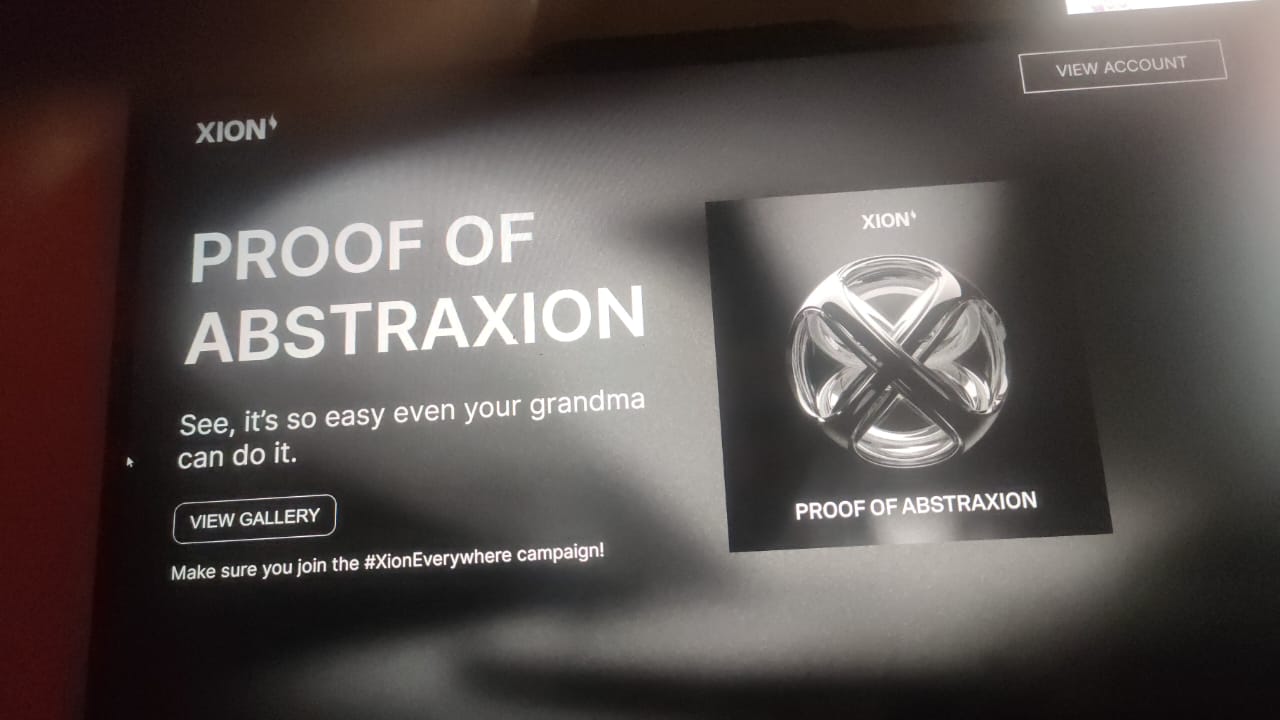 VIEW ACCOUNT
XION
PROOF OF
ABSTRAXION
See, it's so easy even your grandma
can do it.
VIEW GALLERY
Make sure you join the #XionEverywhere campaign!
XION
PROOF OF ABSTRAXION